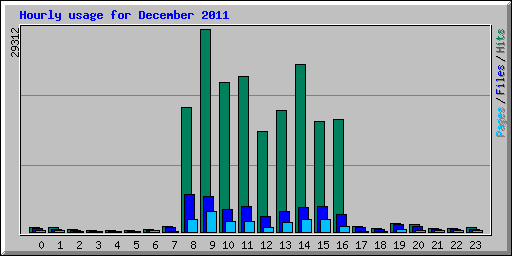 Hourly usage for December 2011
29312
Pages/Files/Hits
0 1 2 3 4 5 6 7 8 9 10 11 12 13 14 15 16 17 18 19 20 21 22 23